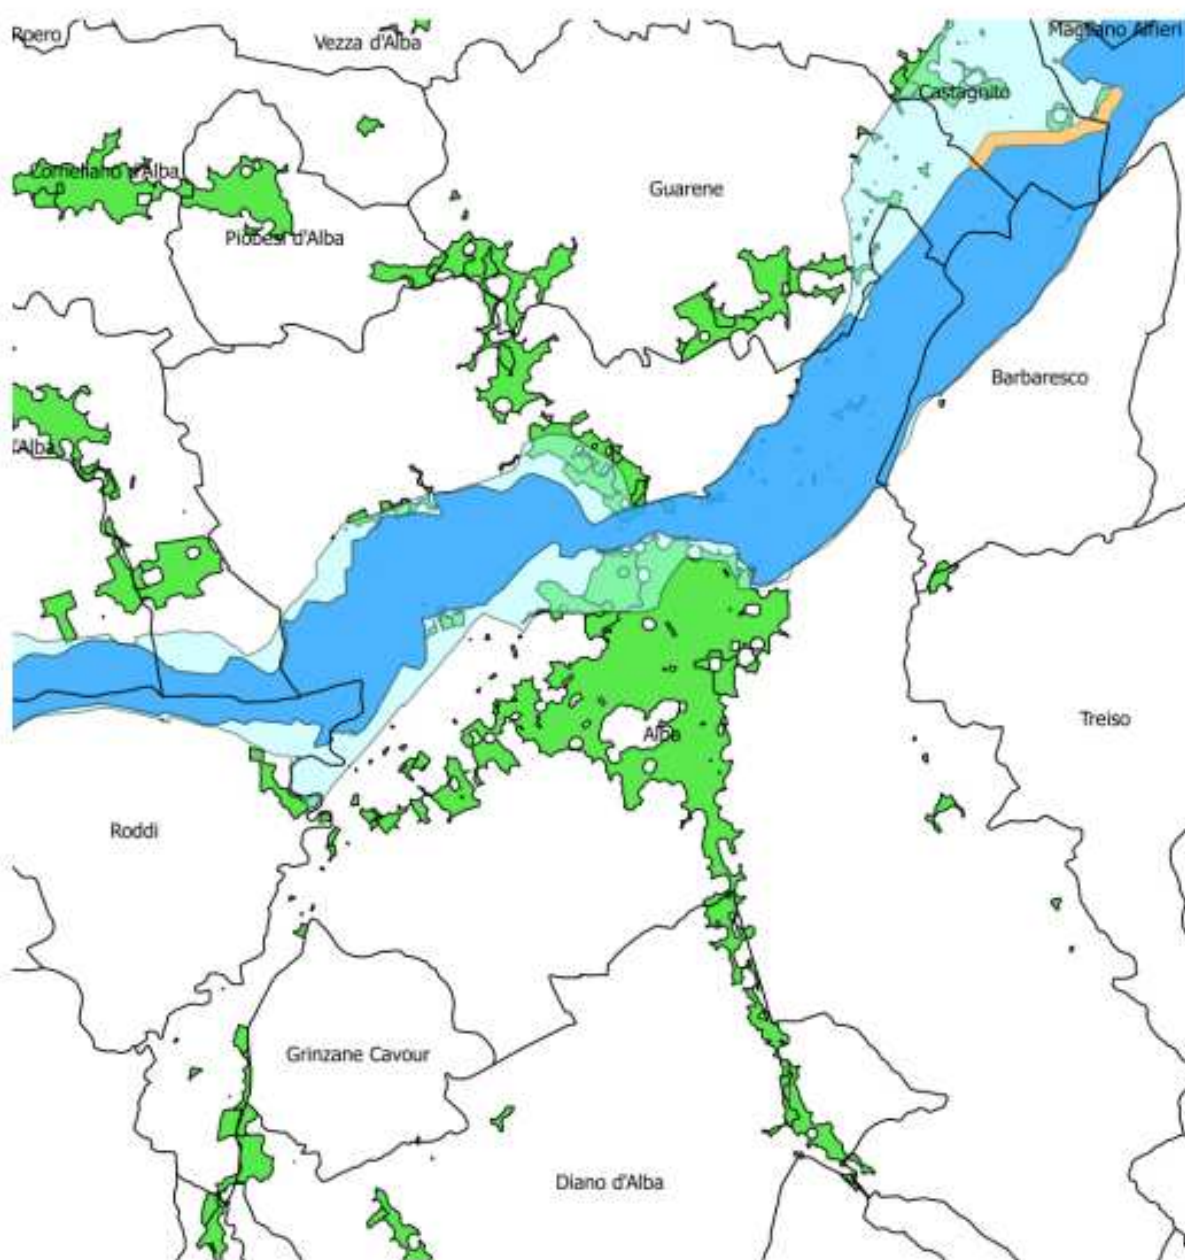 Roero
Vezza d'Alba
Magliano Alfieri
Castagnito
Corneliano d'Alba
Guarene
Piobesi d'Alba
Barbaresco
d'Alba
Treiso
Alba
Roddi
Grinzane Cavour
Diano d'Alba